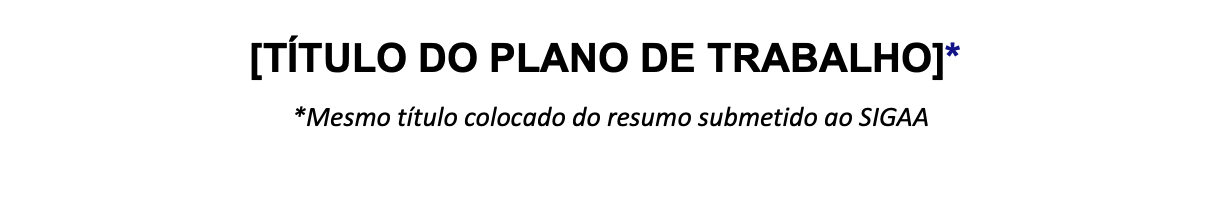 [TÍTULO DO PLANO DE TRABALHO]*
*Mesmo título colocado do resumo submetido ao SIGAA